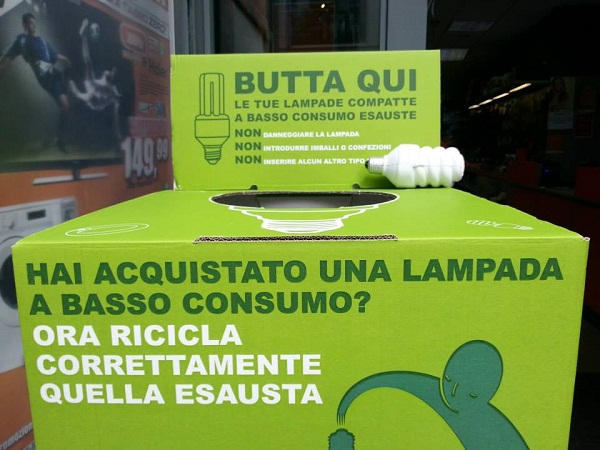 BUTTA QUI
LE TUE LAMPADE COMPATTE
A BASSO CONSUMO ESAUSTE
NON DANNEGGIARE LA LAMPADA
NON INTRODURRE IMBALLI O CONFEZIONI
NON INSERIRE ALCUN ALTRO TIPO
149,99
HAI ACQUISTATO UNA LAMPADA
A BASSO CONSUMO?
ORA RICICLA
CORRETTAMENTE
QUELLA ESAUSTA